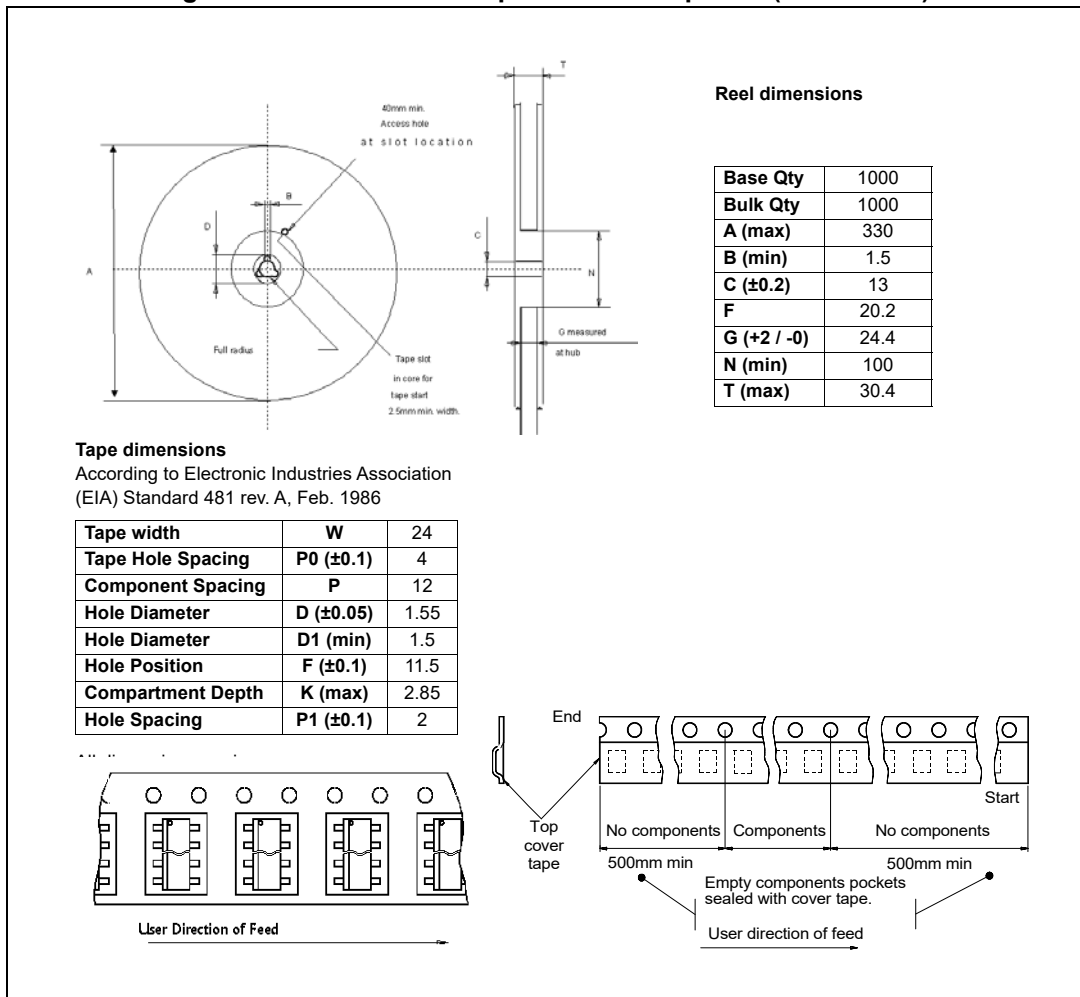 T
40mm min.
Access hole
at slot location
B
D
C
A
N
G measured
at hub
Full radius
Tape slot
in core for
tape start
2.5mm min. width.
Reel dimensions
Base Qty 1000
Bulk Qty 1000
A (max) 330
B (min) 1.5
C (±0.2) 13
F 20.2
G (+2 / -0) 24.4
N (min) 100
T (max) 30.4
Tape dimensions
According to Electronic Industries Association
(EIA) Standard 481 rev. A, Feb. 1986
Tape width W 24
Tape Hole Spacing P0 (±0.1) 4
Component Spacing P 12
Hole Diameter D (±0.05) 1.55
Hole Diameter D1 (min) 1.5
Hole Position F (±0.1) 11.5
Compartment Depth K (max) 2.85
Hole Spacing P1 (±0.1) 2
End
Start
Top
cover
tape
No components Components No components
500mm min 500mm min
Empty components pockets
sealed with cover tape.
User direction of feed
User Direction of Feed